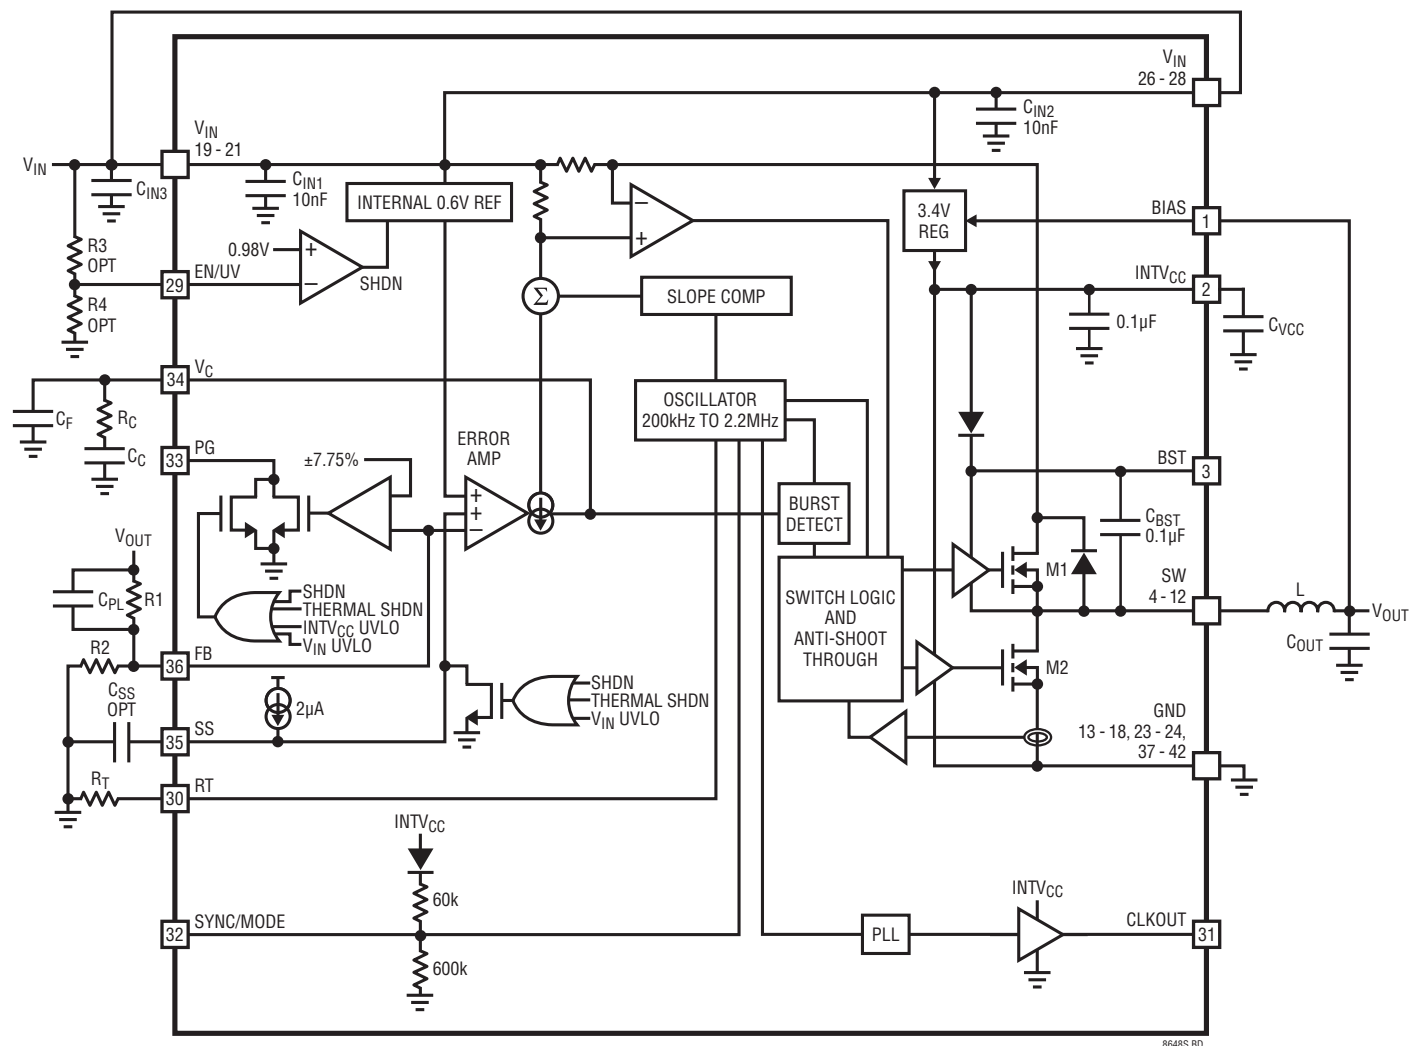 VIN
26 - 28
CIN2
10nF
VIN
19 - 21
VIN
CIN3
CIN1
10nF
INTERNAL 0.6V REF
−
+
3.4V
REG
BIAS
1
R3
OPT
0.98V
+
−
SHDN
EN/UV
29
Σ
SLOPE COMP
INTVCC
2
0.1µF
CVCC
R4
OPT
VC
34
OSCILLATOR
200kHz TO 2.2MHz
CF
RC
CC
PG
33
±7.75%
ERROR
AMP
+
+
−
BST
3
BURST
DETECT
CBST
0.1µF
VOUT
CPL
R1
SHDN
THERMAL SHDN
INTVCC UVLO
VIN UVLO
SWITCH LOGIC
AND
ANTI-SHOOT
THROUGH
M1
SW
4 - 12
L
VOUT
COUT
R2
FB
36
M2
CSS
OPT
2µA
SHDN
THERMAL SHDN
VIN UVLO
SS
35
GND
13 - 18, 23 - 24,
37 - 42
RT
RT
30
INTVCC
60k
SYNC/MODE
32
600k
PLL
INTVCC
CLKOUT
31
8648S BD